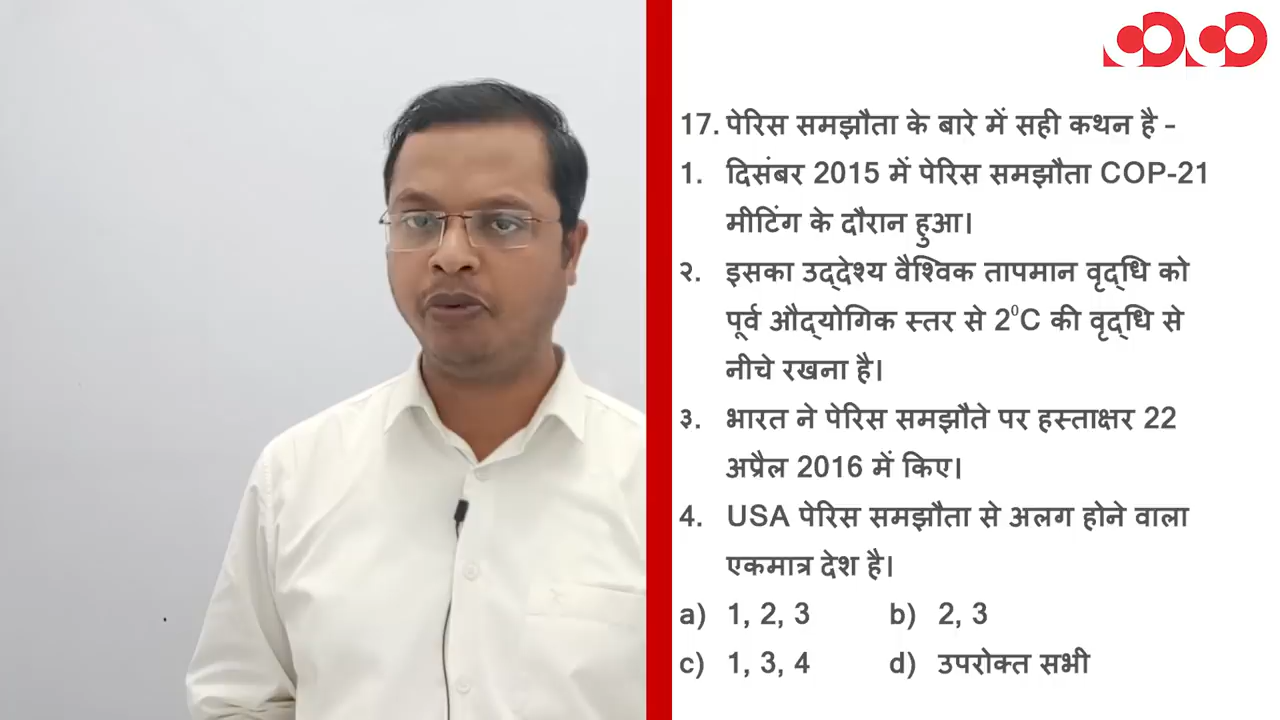 17. पेरिस समझौता के बारे में सही कथन है -
1. दिसंबर 2015 में पेरिस समझौता COP-21
मीटिंग के दौरान हुआ।
२. इसका उद्देश्य वैश्विक तापमान वृद्धि को
पूर्व औद्योगिक स्तर से 2⁰C की वृद्धि से
नीचे रखना है।
३. भारत ने पेरिस समझौते पर हस्ताक्षर 22
अप्रैल 2016 में किए।
4. USA पेरिस समझौता से अलग होने वाला
एकमात्र देश है।
a) 1, 2, 3 b) 2, 3
c) 1, 3, 4 d) उपरोक्त सभी